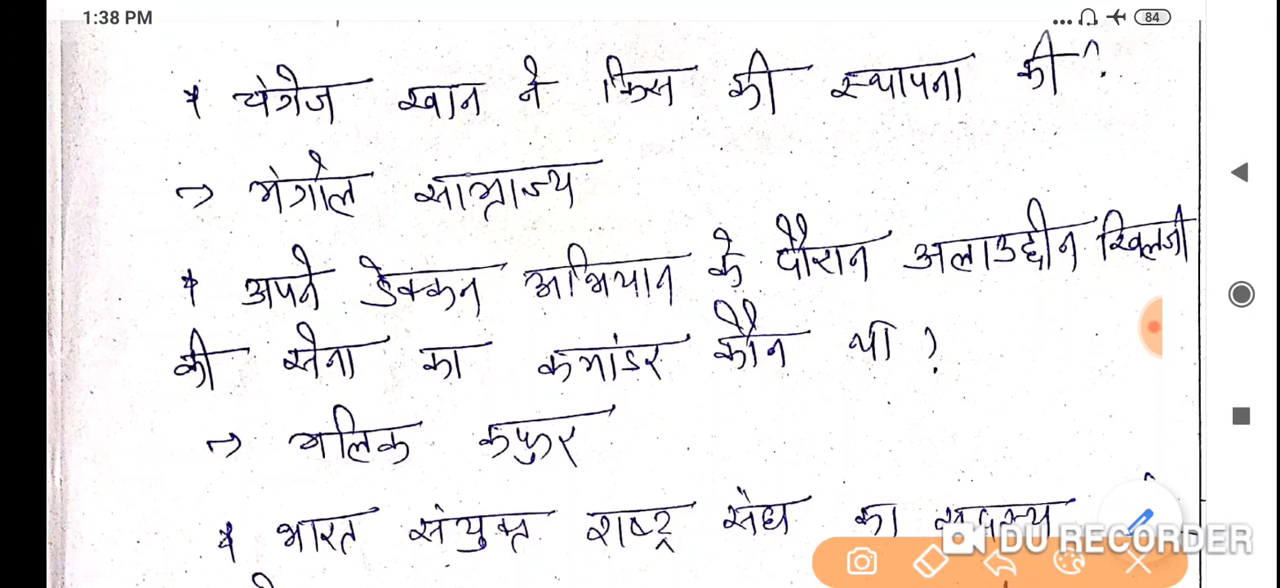 1:38 PM
... 84
* चंगेज खान ने किस की स्थापना की ?
→ मंगोल साम्राज्य
* अपने डेक्कन अभियान के दौरान अलाउद्दीन खिलजी
की सेना का कमांडर कौन था ?
→ मलिक कफुर
* भारत संयुक्त राष्ट्र संघ का
DU RECORDER